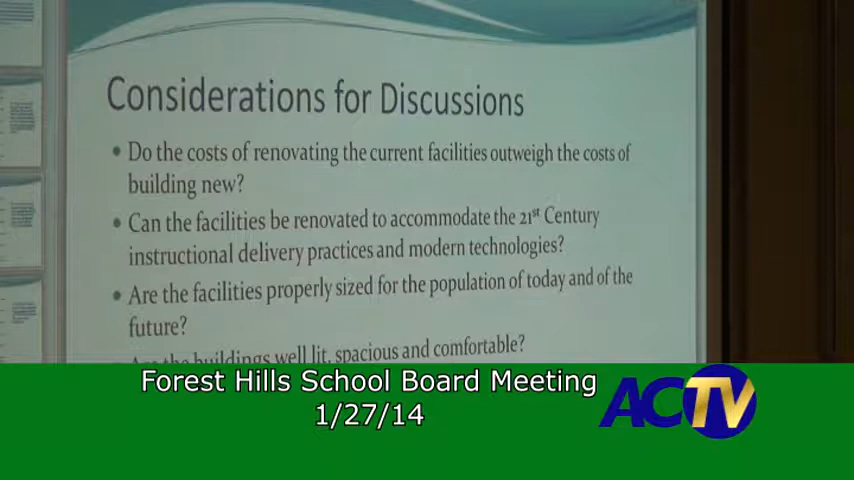 Considerations for Discussions
• Do the costs of renovating the current facilities outweigh the costs of
building new?
• Can the facilities be renovated to accommodate the 21st Century
instructional delivery practices and modern technologies?
• Are the facilities properly sized for the population of today and of the
future?
• Are the buildings well lit, spacious and comfortable?
Forest Hills School Board Meeting
1/27/14
ACTV